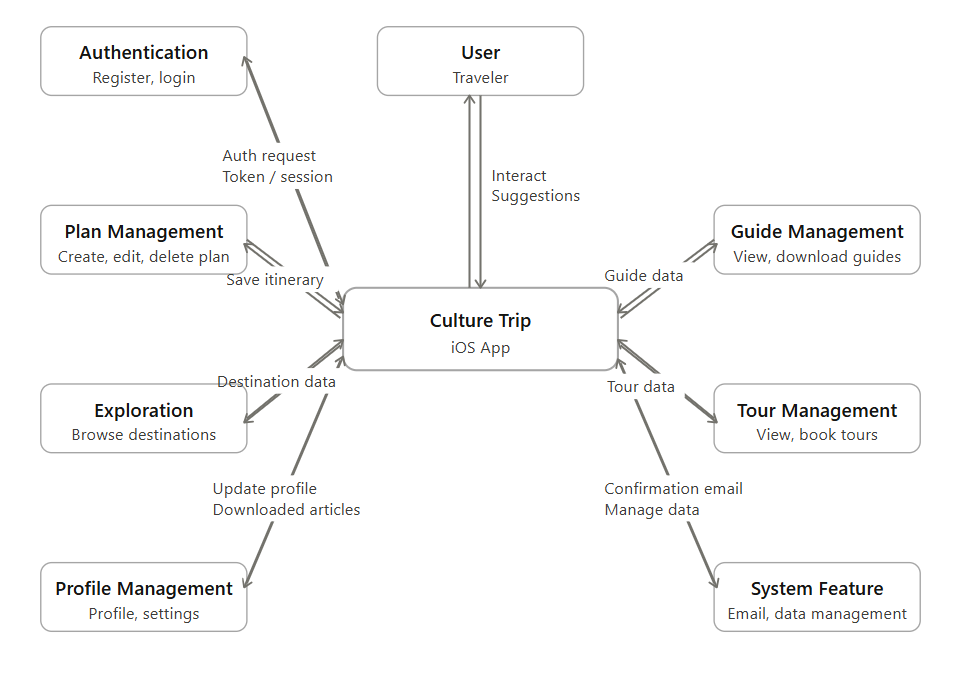 Authentication
Register, login
User
Traveler
Auth request
Token / session
Interact
Suggestions
Plan Management
Create, edit, delete plan
Guide Management
View, download guides
Save itinerary
Guide data
Culture Trip
iOS App
Destination data
Tour data
Exploration
Browse destinations
Tour Management
View, book tours
Update profile
Downloaded articles
Confirmation email
Manage data
Profile Management
Profile, settings
System Feature
Email, data management